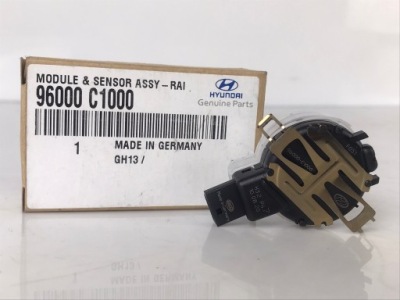 MODULE & SENSOR ASSY-RAI
96000 C1000
HYUNDAI
Genuine Parts
1
MADE IN GERMANY
GH13 /